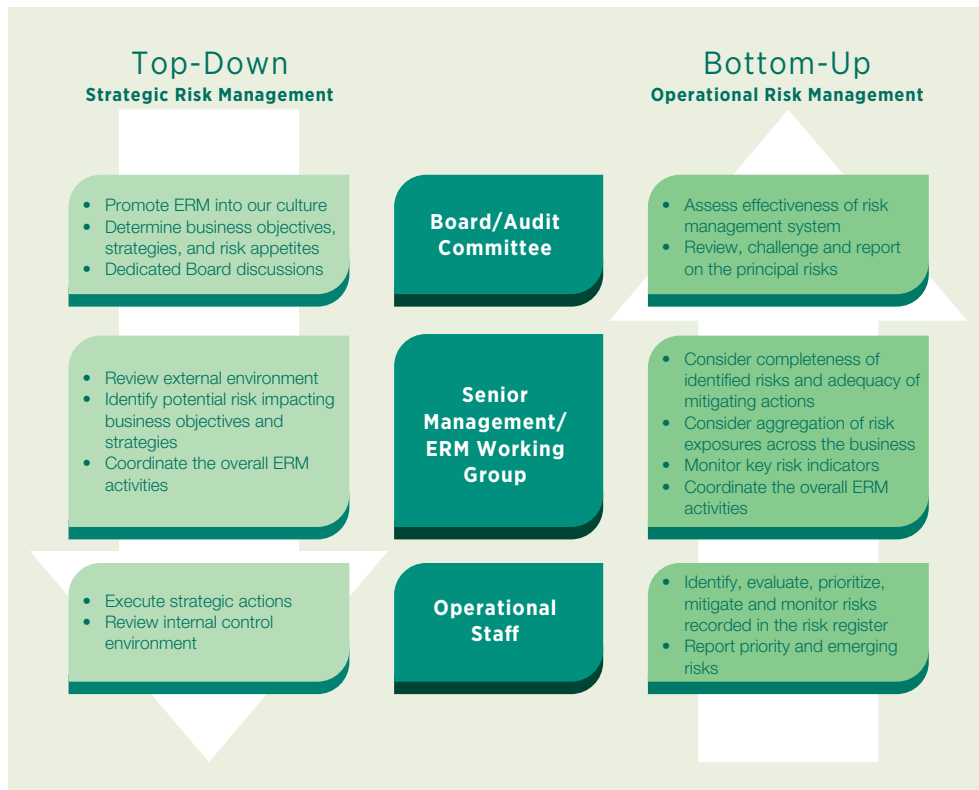 Top-Down
Strategic Risk Management
Bottom-Up
Operational Risk Management
• Promote ERM into our culture
• Determine business objectives,
strategies, and risk appetites
• Dedicated Board discussions
Board/Audit
Committee
• Assess effectiveness of risk
management system
• Review, challenge and report
on the principal risks
• Review external environment
• Identify potential risk impacting
business objectives and
strategies
• Coordinate the overall ERM
activities
Senior
Management/
ERM Working
Group
• Consider completeness of
identified risks and adequacy of
mitigating actions
• Consider aggregation of risk
exposures across the business
• Monitor key risk indicators
• Coordinate the overall ERM
activities
• Execute strategic actions
• Review internal control
environment
Operational
Staff
• Identify, evaluate, prioritize,
mitigate and monitor risks
recorded in the risk register
• Report priority and emerging
risks